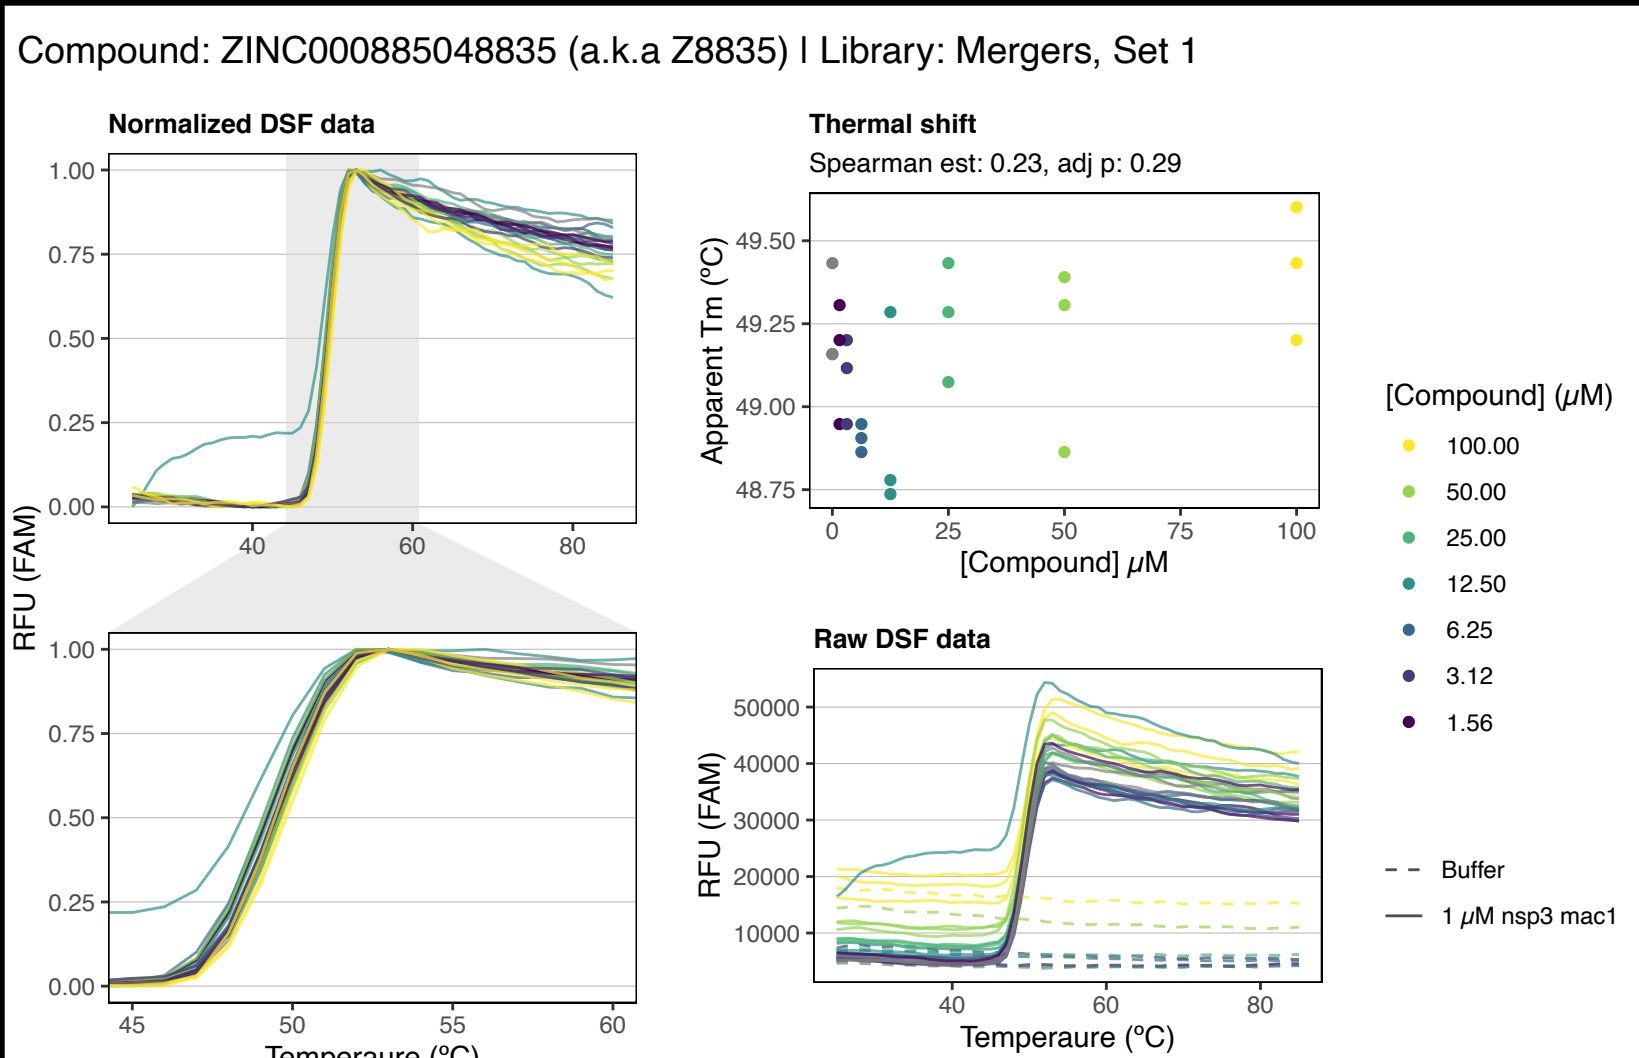 Compound: ZINC000885048835 (a.k.a Z8835) | Library: Mergers, Set 1
Normalized DSF data
1.00
0.75
0.50
0.25
0.00
40
60
80
RFU (FAM)
1.00
0.75
0.50
0.25
0.00
45
50
55
60
Temperaure (ºC)
Thermal shift
Spearman est: 0.23, adj p: 0.29
Apparent Tm (ºC)
49.50
49.25
49.00
48.75
0
25
50
75
100
[Compound] µM
Raw DSF data
RFU (FAM)
50000
40000
30000
20000
10000
40
60
80
Temperaure (ºC)
[Compound] (µM)
100.00
50.00
25.00
12.50
6.25
3.12
1.56
Buffer
1 µM nsp3 mac1